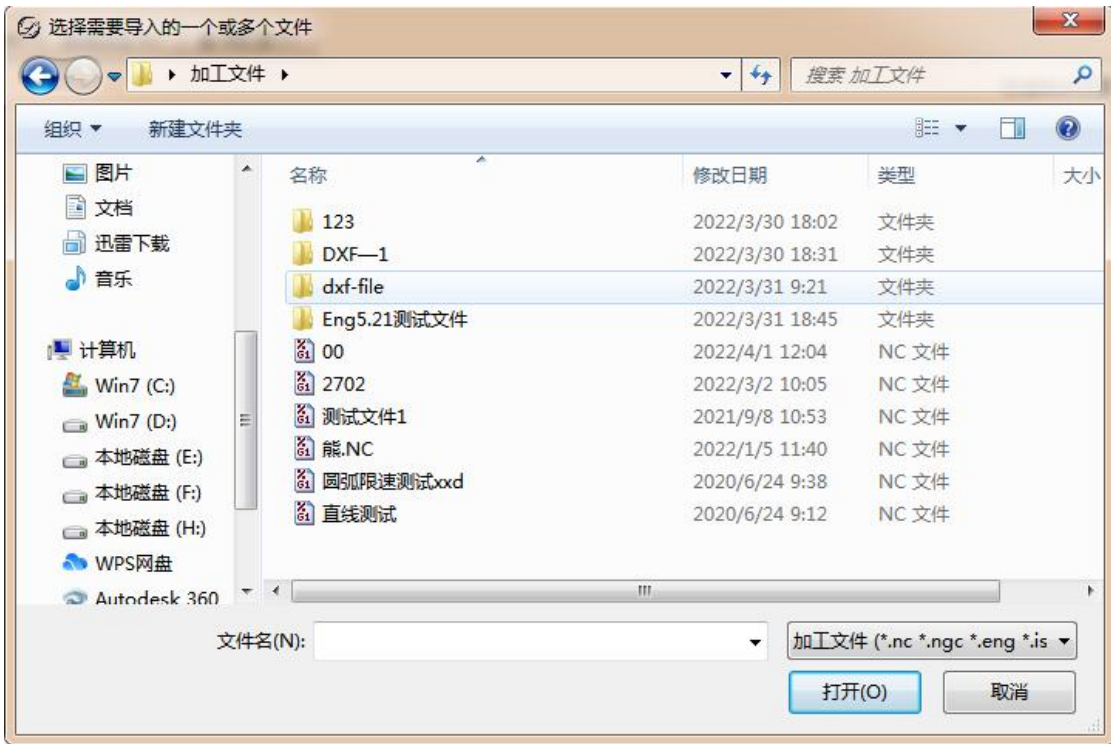 选择需要导入的一个或多个文件
加工文件
搜索 加工文件
组织 新建文件夹
图片
文档
迅雷下载
音乐
计算机
Win7 (C:)
Win7 (D:)
本地磁盘 (E:)
本地磁盘 (F:)
本地磁盘 (H:)
WPS网盘
Autodesk 360
名称 修改日期 类型 大小
123 2022/3/30 18:02 文件夹
DXF—1 2022/3/30 18:31 文件夹
dxf-file 2022/3/31 9:21 文件夹
Eng5.21测试文件 2022/3/31 18:45 文件夹
00 2022/4/1 12:04 NC 文件
2702 2022/3/2 10:05 NC 文件
测试文件1 2021/9/8 10:53 NC 文件
熊.NC 2022/1/5 11:40 NC 文件
圆弧限速测试xxd 2020/6/24 9:38 NC 文件
直线测试 2020/6/24 9:12 NC 文件
文件名(N):
加工文件 (*.nc *.ngc *.eng *.is
打开(O) 取消